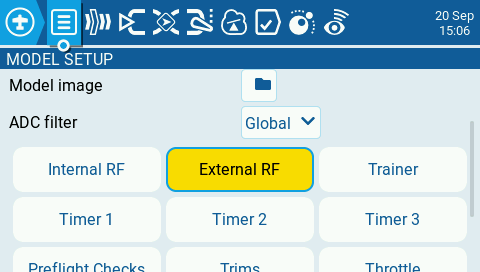 20 Sep
15:06
MODEL SETUP
Model image
ADC filter
Global
Internal RF
External RF
Trainer
Timer 1
Timer 2
Timer 3
Preflight Checks
Trims
Throttle